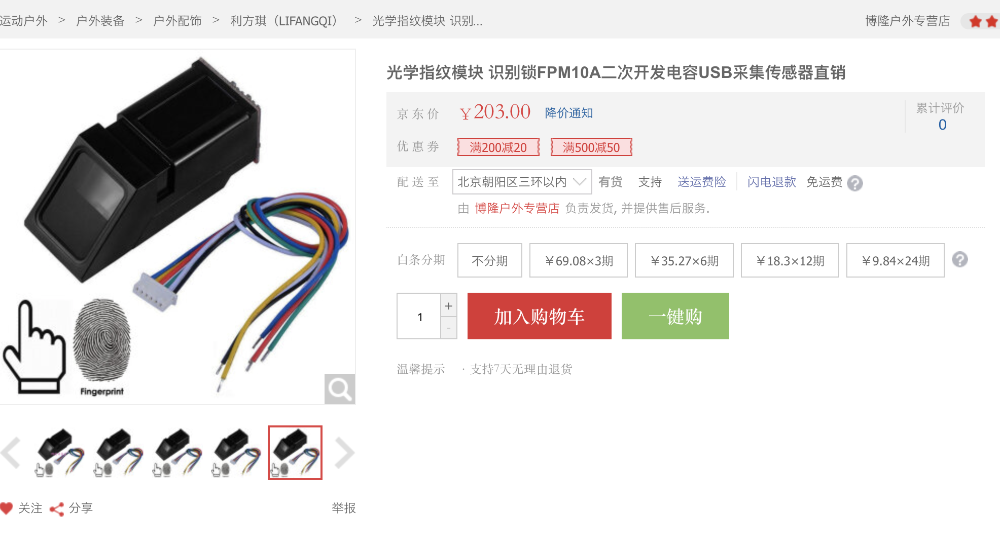 运动户外 > 户外装备 > 户外配饰 > 利方琪（LIFANGQI） > 光学指纹模块 识别...
博隆户外专营店
光学指纹模块 识别锁FPM10A二次开发电容USB采集传感器直销
京东价 ￥203.00 降价通知
累计评价
0
优惠券 满200减20 满500减50
配送至 北京朝阳区三环以内 有货 支持 送运费险 闪电退款 免运费 ?
由 博隆户外专营店 负责发货, 并提供售后服务.
白条分期 不分期 ￥69.08×3期 ￥35.27×6期 ￥18.3×12期 ￥9.84×24期 ?
1 + - 加入购物车 一键购
温馨提示 · 支持7天无理由退货
Fingerprint
关注 分享 举报